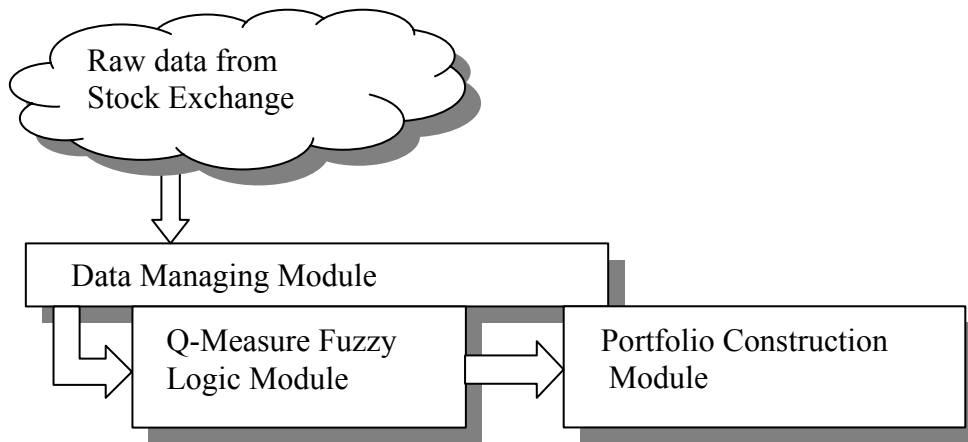 Raw data from
Stock Exchange
Data Managing Module
Q-Measure Fuzzy
Logic Module
Portfolio Construction
Module